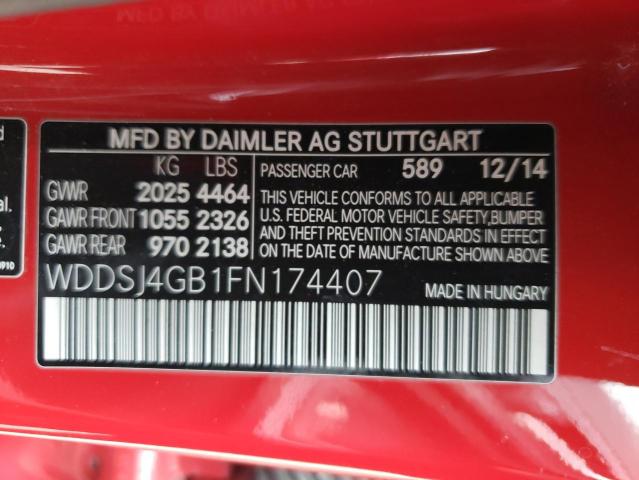 MFD BY DAIMLER AG STUTTGART
KG LBS
GVWR 2025 4464
GAWR FRONT 1055 2326
GAWR REAR 970 2138
PASSENGER CAR 589 12/14
THIS VEHICLE CONFORMS TO ALL APPLICABLE
U.S. FEDERAL MOTOR VEHICLE SAFETY,BUMPER
AND THEFT PREVENTION STANDARDS IN EFFECT
ON DATE OF MANUFACTURE SHOWN ABOVE
WDDSJ4GB1FN174407
MADE IN HUNGARY